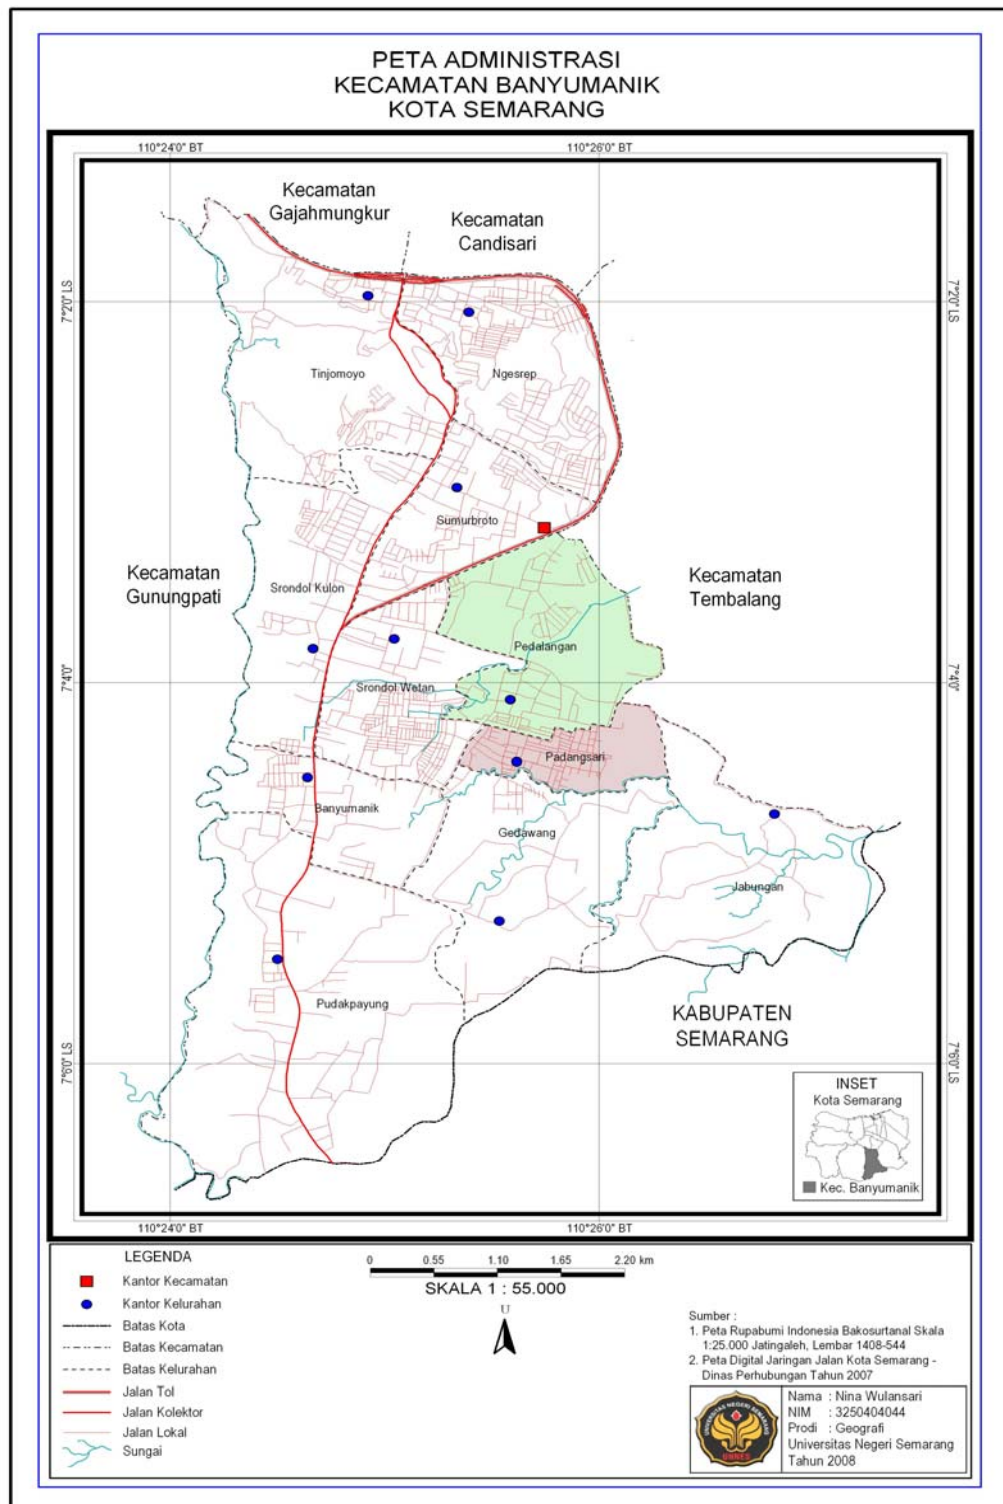 PETA ADMINISTRASI
KECAMATAN BANYUMANIK
KOTA SEMARANG
110°24'0" BT
110°26'0" BT
Kecamatan
Gajahmungkur
Kecamatan
Candisari
7°2'0" LS
7°2'0" LS
Tinjomoyo
Ngesrep
Sumurbroto
Kecamatan
Gunungpati
Srondol Kulon
Kecamatan
Tembalang
Pedalangan
7°4'0"
7°4'0"
Srondol Wetan
Padangsari
Banyumanik
Gedawang
Jabungan
Pudakpayung
KABUPATEN
SEMARANG
7°6'0" LS
7°6'0" LS
INSET
Kota Semarang
Kec. Banyumanik
110°24'0" BT
110°26'0" BT
LEGENDA
Kantor Kecamatan
Kantor Kelurahan
Batas Kota
Batas Kecamatan
Batas Kelurahan
Jalan Tol
Jalan Kolektor
Jalan Lokal
Sungai
0 0.55 1.10 1.65 2.20 km
SKALA 1 : 55.000
U
Sumber :
1. Peta Rupabumi Indonesia Bakosurtanal Skala
1:25.000 Jatingaleh, Lembar 1408-544
2. Peta Digital Jaringan Jalan Kota Semarang -
Dinas Perhubungan Tahun 2007
UNIVERSITAS NEGERI SEMARANG
UNNES
Nama : Nina Wulansari
NIM : 3250404044
Prodi : Geografi
Universitas Negeri Semarang
Tahun 2008